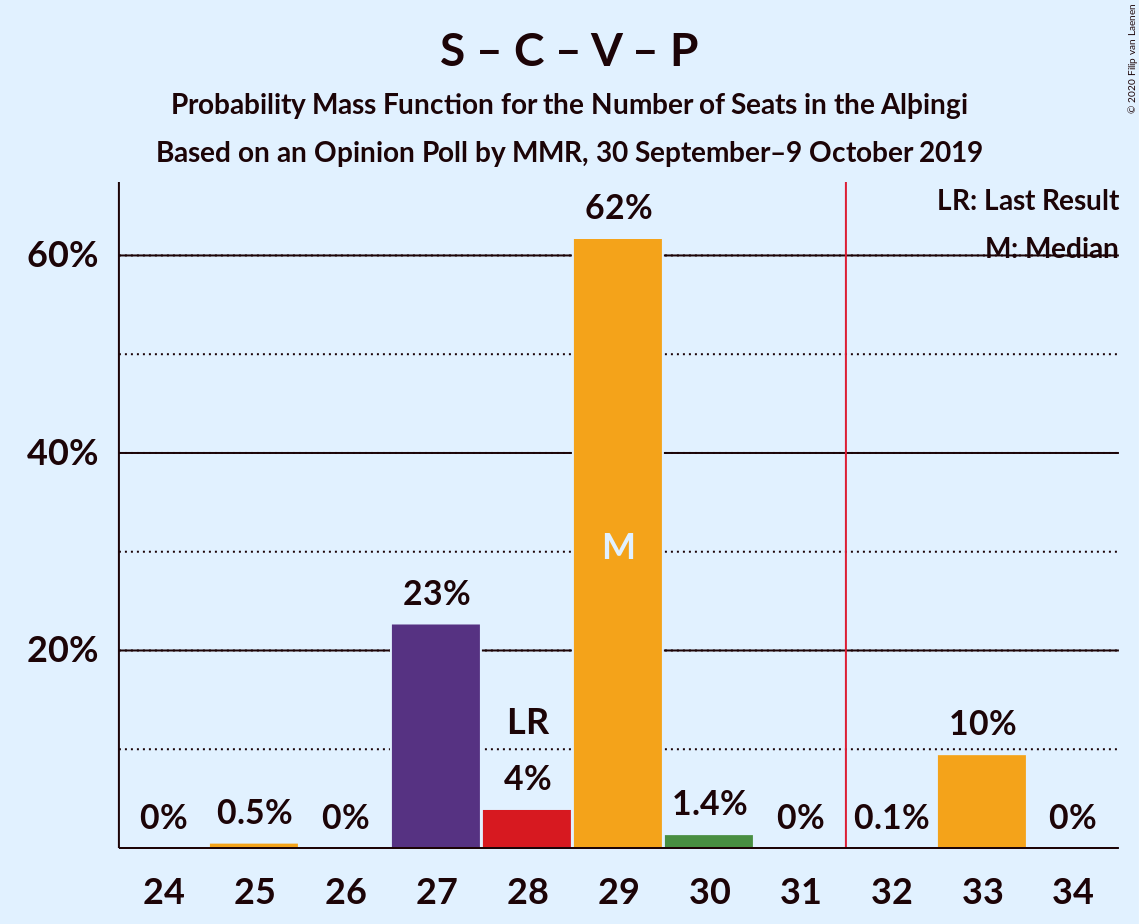 S – C – V – P
Probability Mass Function for the Number of Seats in the Alþingi
Based on an Opinion Poll by MMR, 30 September–9 October 2019
© 2020 Filip van Laenen
LR: Last Result
M: Median
60%
40%
20%
0%
0.5%
0%
23%
LR
4%
62%
M
1.4%
0%
0.1%
10%
0%
24 25 26 27 28 29 30 31 32 33 34